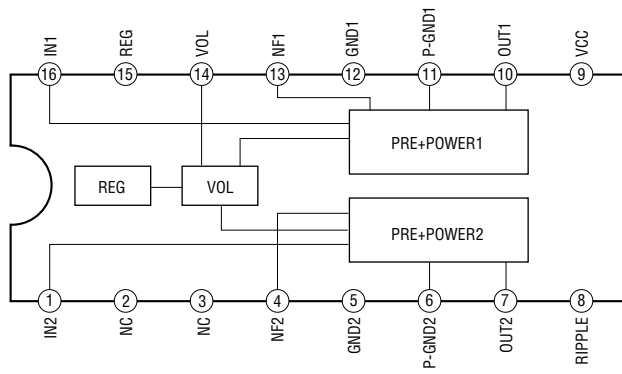 IN1 REG VOL NF1 GND1 P-GND1 OUT1 VCC
16 15 14 13 12 11 10 9
PRE+POWER1
REG VOL
PRE+POWER2
1 2 3 4 5 6 7 8
IN2 NC NC NF2 GND2 P-GND2 OUT2 RIPPLE